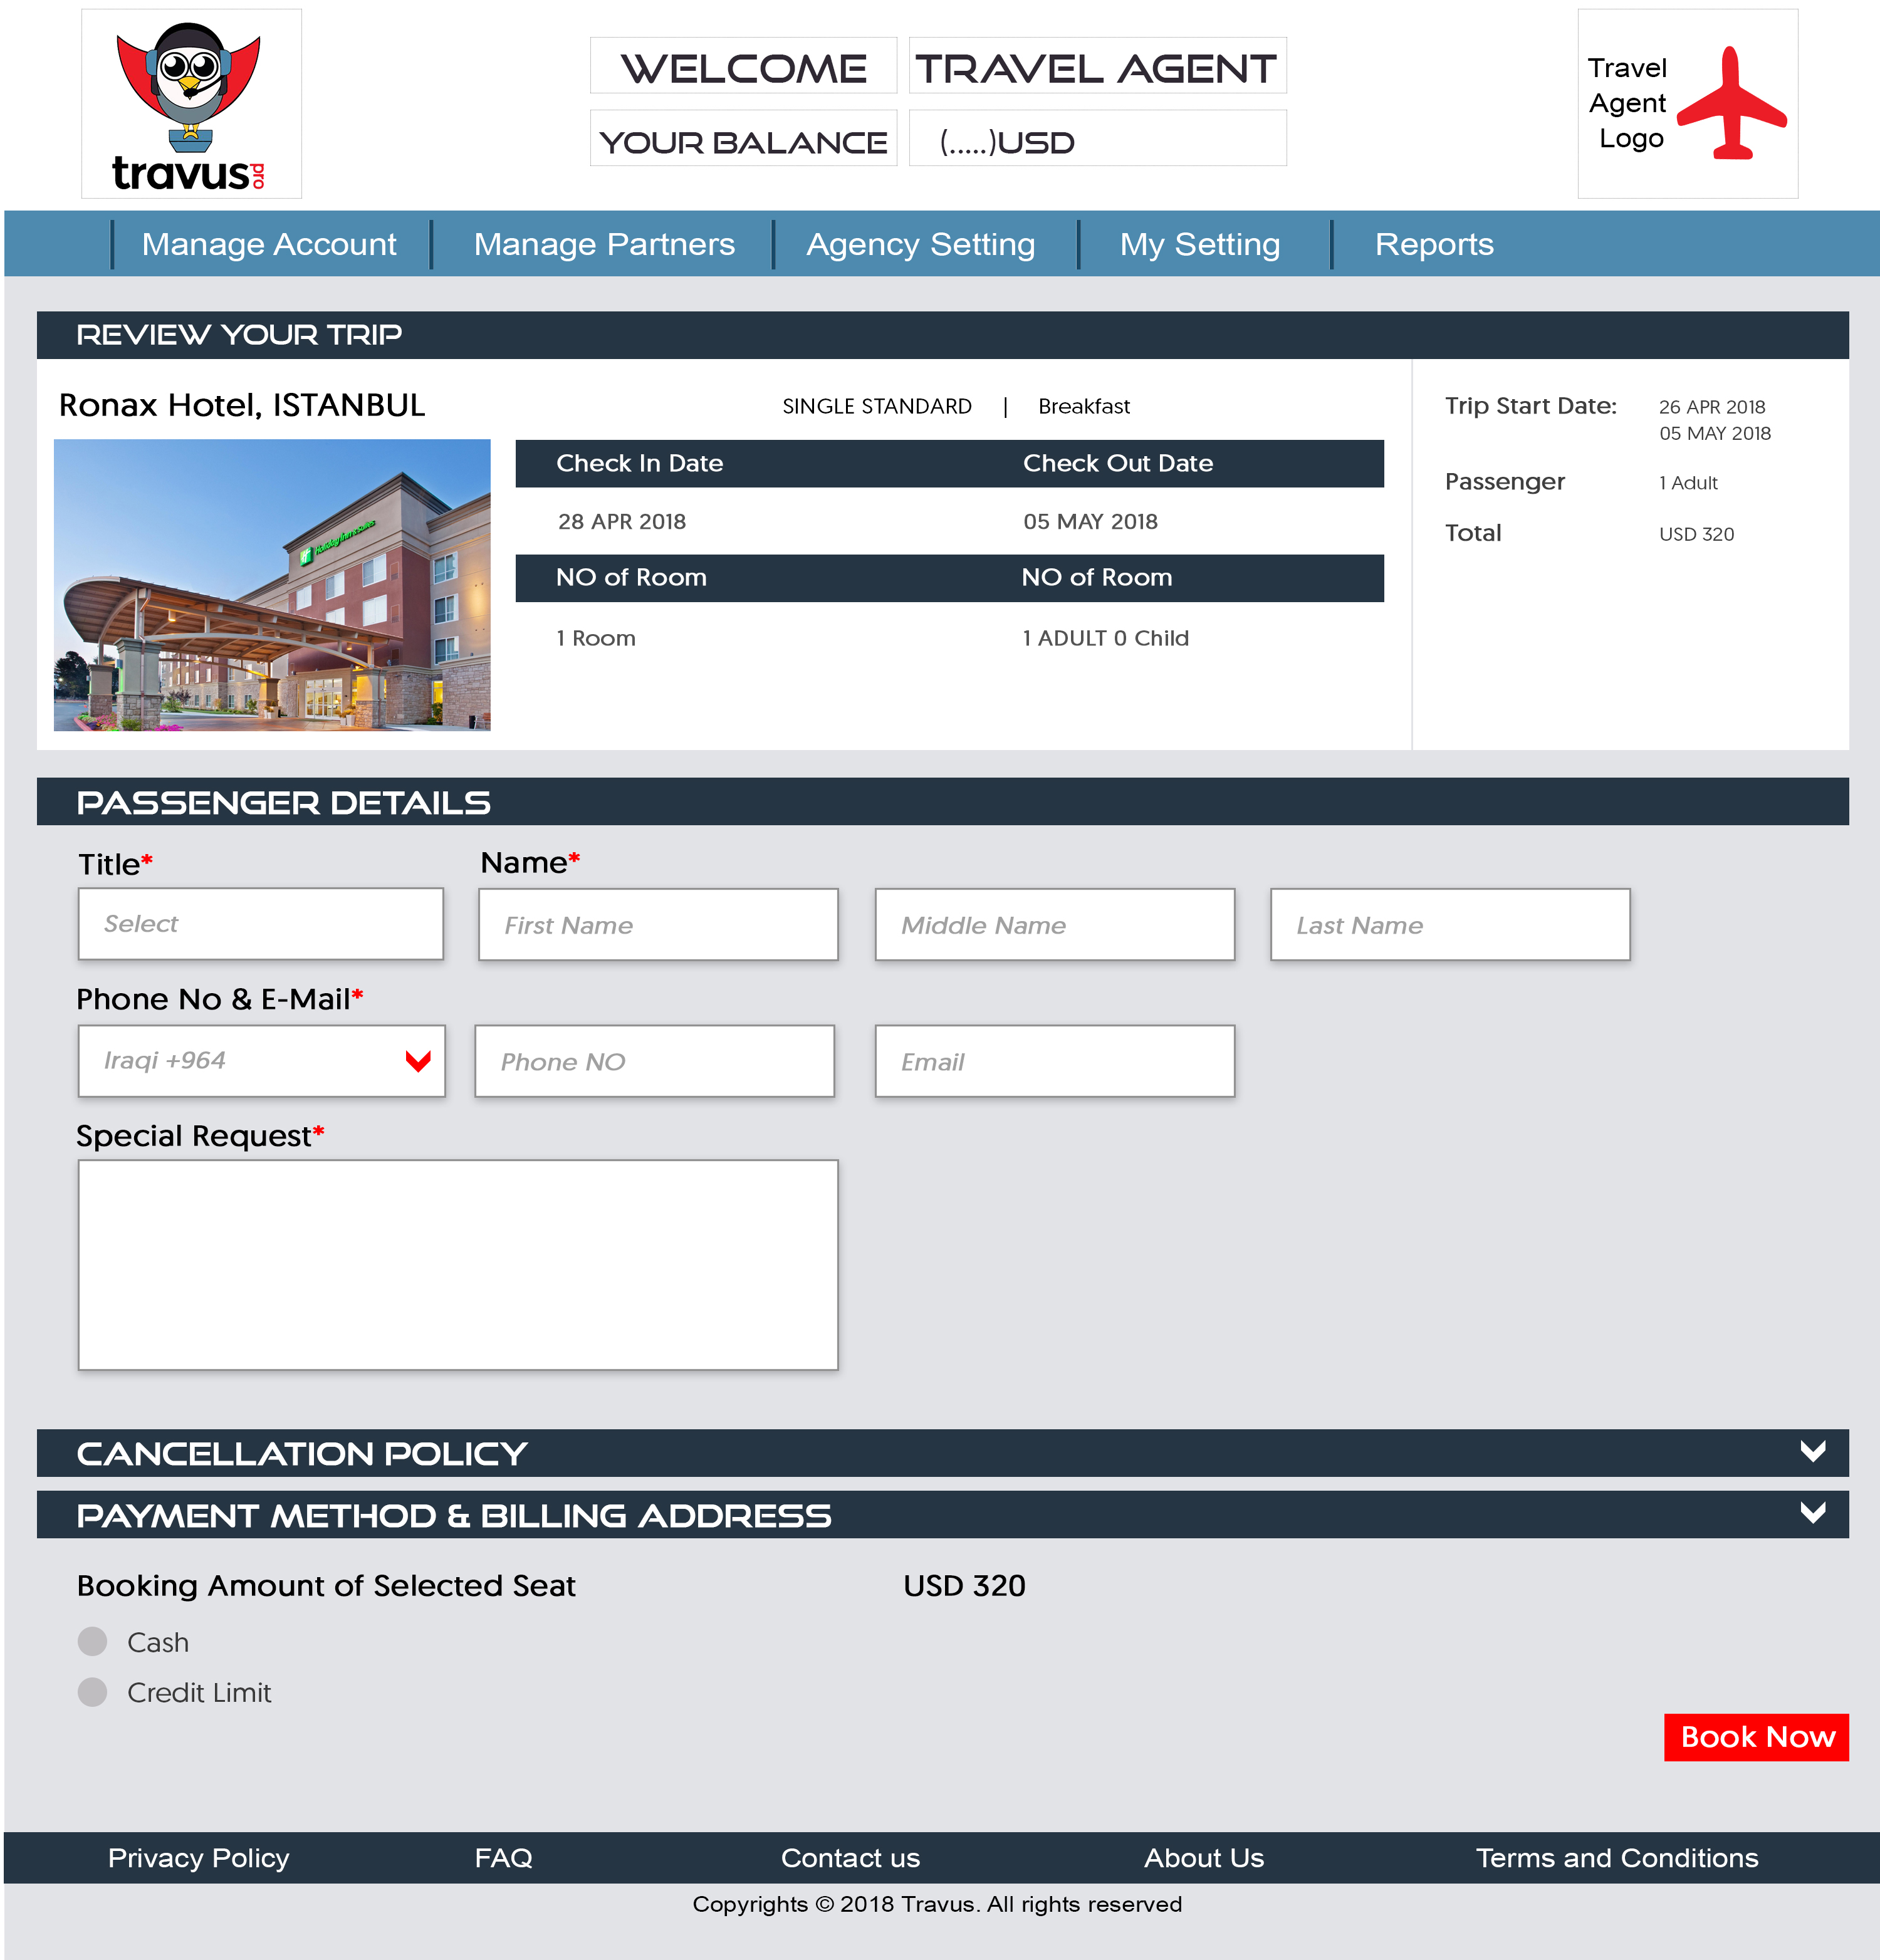 travus pro
WELCOME TRAVEL AGENT
YOUR BALANCE (.....)USD
Travel
Agent
Logo
Manage Account Manage Partners Agency Setting My Setting Reports
REVIEW YOUR TRIP
Ronax Hotel, ISTANBUL
SINGLE STANDARD | Breakfast
Holiday Inn & Suites
Check In Date Check Out Date
28 APR 2018 05 MAY 2018
NO of Room NO of Room
1 Room 1 ADULT 0 Child
Trip Start Date: 26 APR 2018
05 MAY 2018
Passenger 1 Adult
Total USD 320
PASSENGER DETAILS
Title* Name*
Select First Name Middle Name Last Name
Phone No & E-Mail*
Iraqi +964 Phone NO Email
Special Request*
CANCELLATION POLICY
PAYMENT METHOD & BILLING ADDRESS
Booking Amount of Selected Seat USD 320
Cash
Credit Limit
Book Now
Privacy Policy FAQ Contact us About Us Terms and Conditions
Copyrights © 2018 Travus. All rights reserved